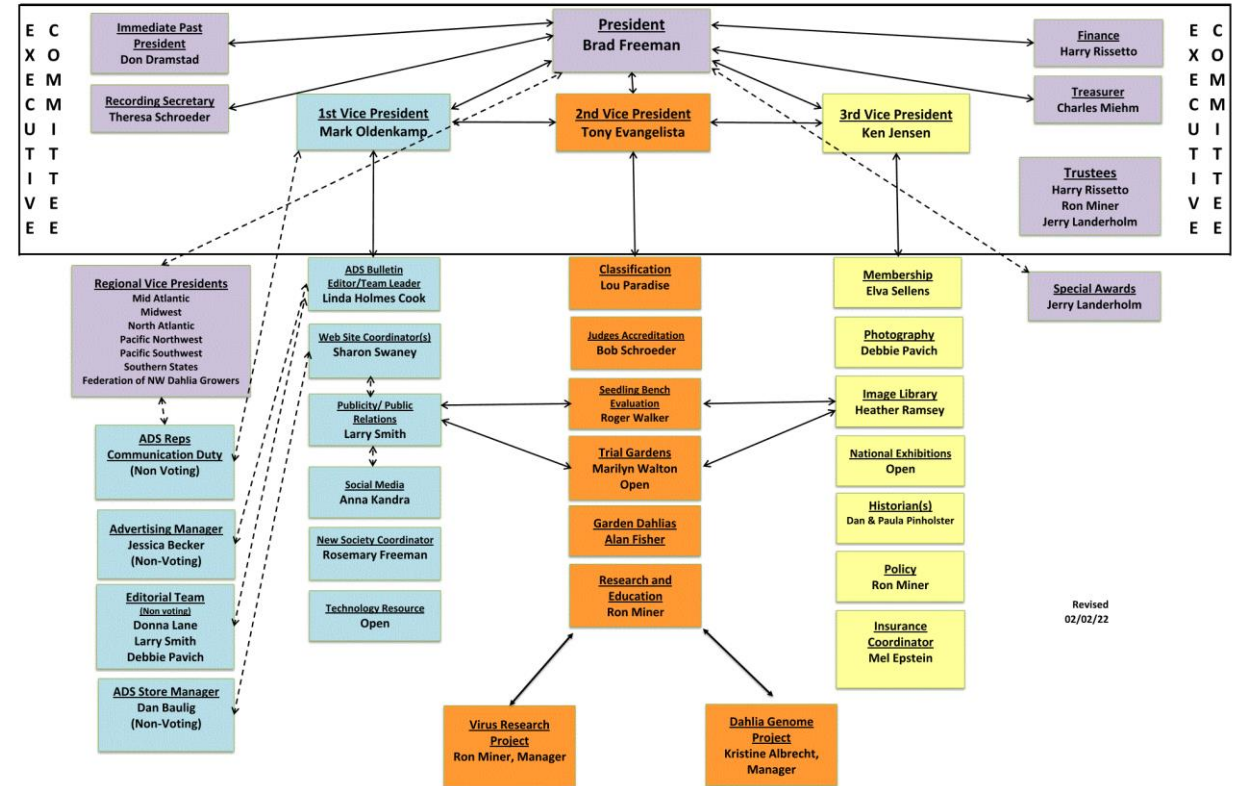 EXECUTIVE
COMMITTEE
Immediate Past
President
Don Dramstad
Recording Secretary
Theresa Schroeder
President
Brad Freeman
Finance
Harry Rissetto
Treasurer
Charles Miehm
1st Vice President
Mark Oldenkamp
2nd Vice President
Tony Evangelista
3rd Vice President
Ken Jensen
Trustees
Harry Rissetto
Ron Miner
Jerry Landerholm
EXECUTIVE
COMMITTEE
Regional Vice Presidents
Mid Atlantic
Midwest
North Atlantic
Pacific Northwest
Pacific Southwest
Southern States
Federation of NW Dahlia Growers
ADS Reps
Communication Duty
(Non Voting)
Advertising Manager
Jessica Becker
(Non-Voting)
Editorial Team
(Non voting)
Donna Lane
Larry Smith
Debbie Pavich
ADS Store Manager
Dan Baulig
(Non-Voting)
ADS Bulletin
Editor/Team Leader
Linda Holmes Cook
Web Site Coordinator(s)
Sharon Swaney
Publicity/ Public
Relations
Larry Smith
Social Media
Anna Kandra
New Society Coordinator
Rosemary Freeman
Technology Resource
Open
Classification
Lou Paradise
Judges Accreditation
Bob Schroeder
Seedling Bench
Evaluation
Roger Walker
Trial Gardens
Marilyn Walton
Open
Garden Dahlias
Alan Fisher
Research and
Education
Ron Miner
Virus Research
Project
Ron Miner, Manager
Dahlia Genome
Project
Kristine Albrecht,
Manager
Membership
Elva Sellens
Photography
Debbie Pavich
Image Library
Heather Ramsey
National Exhibitions
Open
Historian(s)
Dan & Paula Pinholster
Policy
Ron Miner
Insurance
Coordinator
Mel Epstein
Special Awards
Jerry Landerholm
Revised
02/02/22